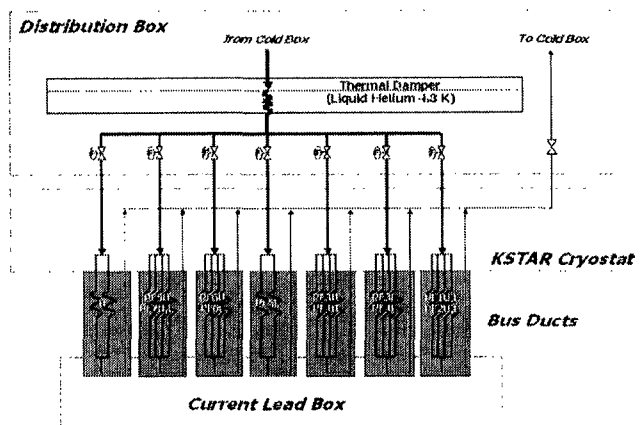 Distribution Box
from Cold Box
To Cold Box
Thermal Damper
(Liquid Helium 4.3 K)
KSTAR Cryostat
Bus Ducts
Current Lead Box